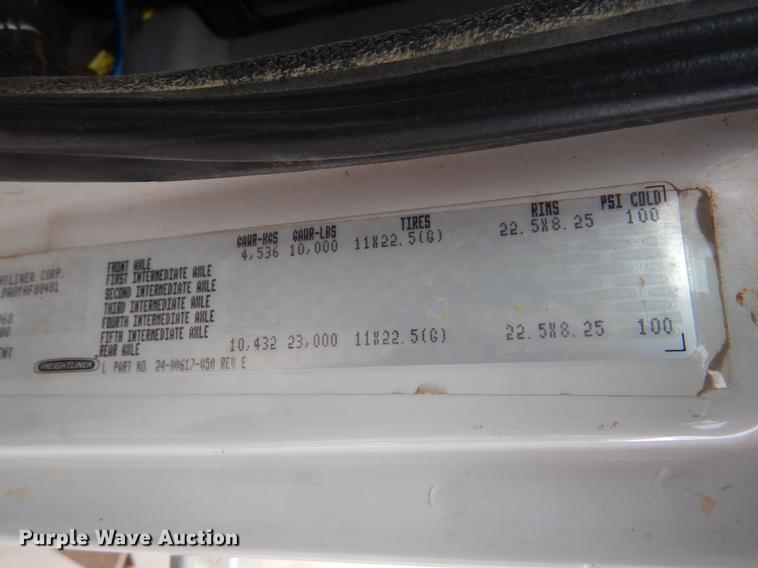 GAWR-KGS GAWR-LBS TIRES RIMS PSI COLD
FRONT AXLE 4,536 10,000 11X22.5(G) 22.5X8.25 100
FIRST INTERMEDIATE AXLE
SECOND INTERMEDIATE AXLE
THIRD INTERMEDIATE AXLE
FOURTH INTERMEDIATE AXLE
FIFTH INTERMEDIATE AXLE
REAR AXLE 10,432 23,000 11X22.5(G) 22.5X8.25 100
HTLINER CORP.
ENT
FREIGHTLINER L PART NO. 24-00617-050 REV E
Purple Wave Auction